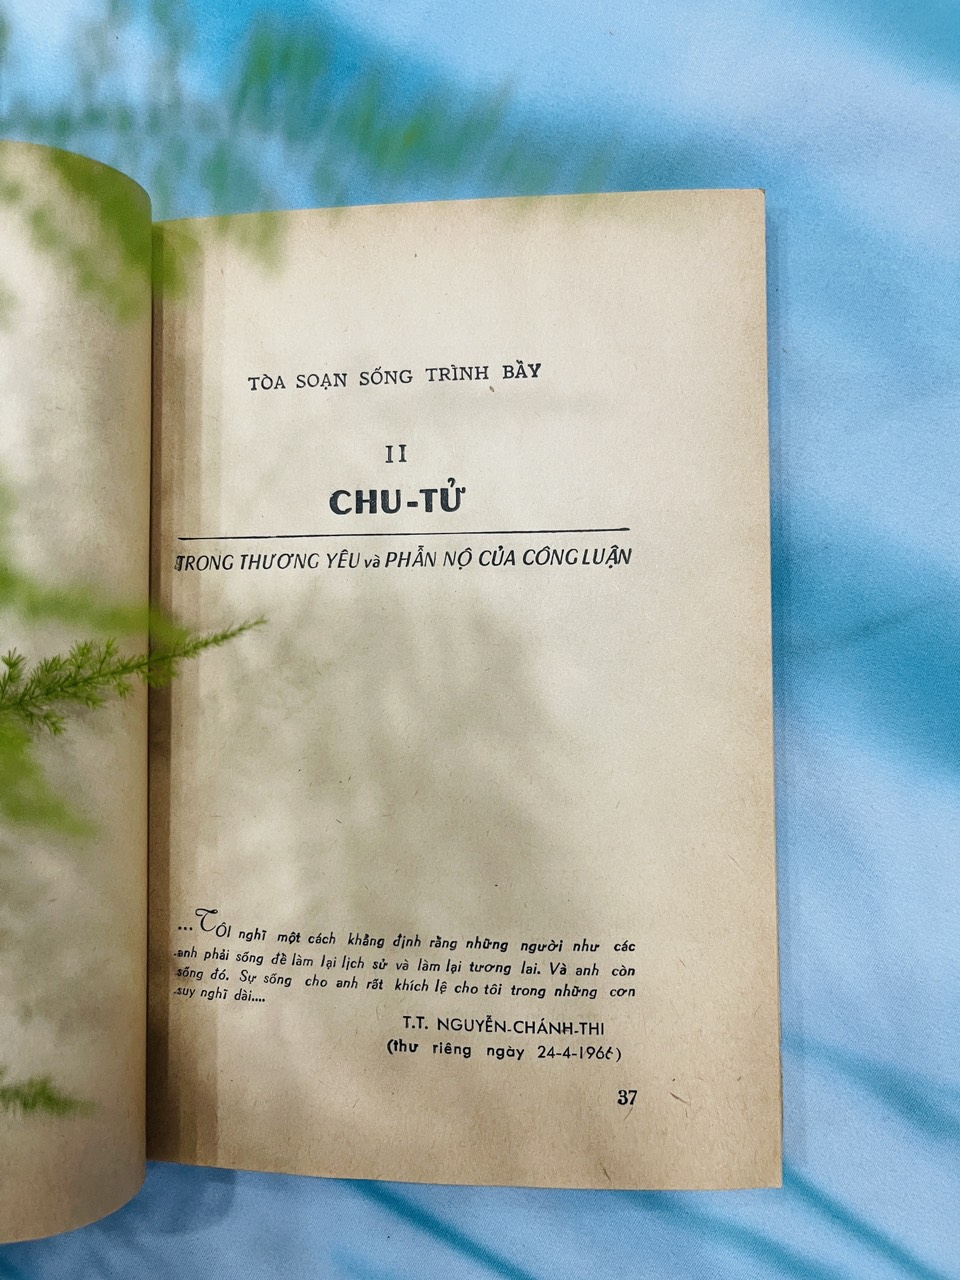 TÒA SOẠN SỐNG TRÌNH BẦY
II
CHU-TỬ
TRONG THƯƠNG YÊU và PHẪN NỘ CỦA CÔNG LUẬN
...TÔI nghĩ một cách khẳng định rằng những người như các
anh phải sống để làm lại lịch sử và làm lại tương lai. Và anh còn
sống đó. Sự sống cho anh rất khích lệ cho tôi trong những cơn
suy nghĩ dài....
T.T. NGUYỄN-CHÁNH-THI
(thư riêng ngày 24-4-1966)
37